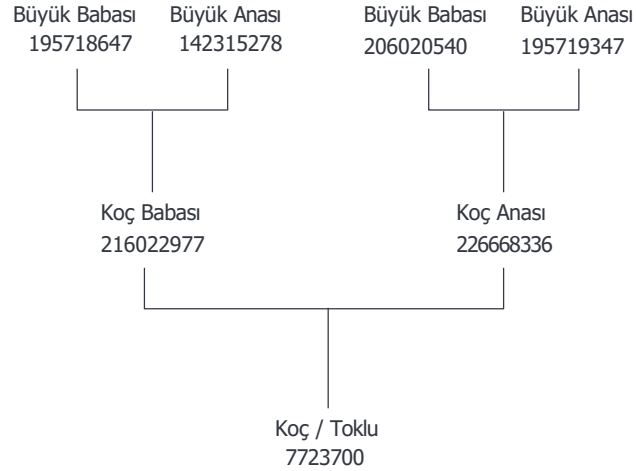 Büyük Babası Büyük Anası Büyük Babası Büyük Anası
195718647 142315278 206020540 195719347
Koç Babası Koç Anası
216022977 226668336
Koç / Toklu
7723700